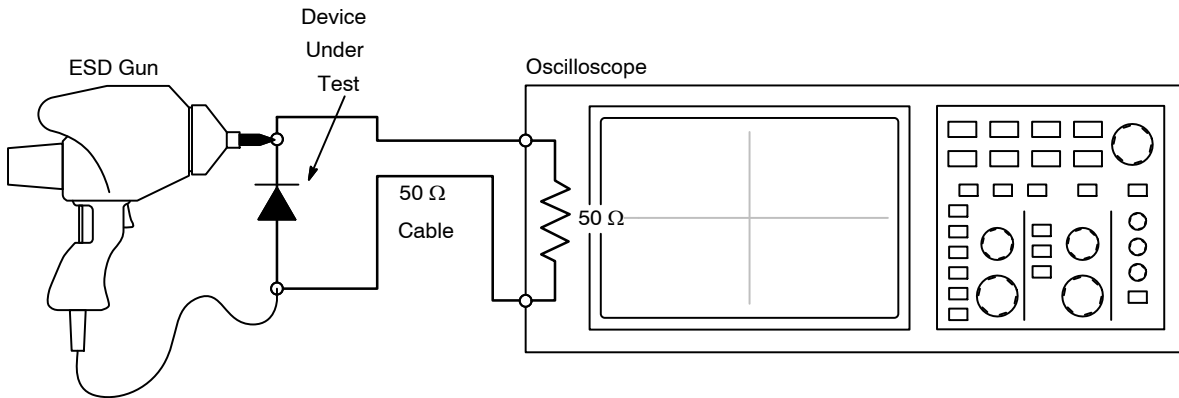 Device
Under
Test
ESD Gun
Oscilloscope
50 Ω
Cable
50 Ω